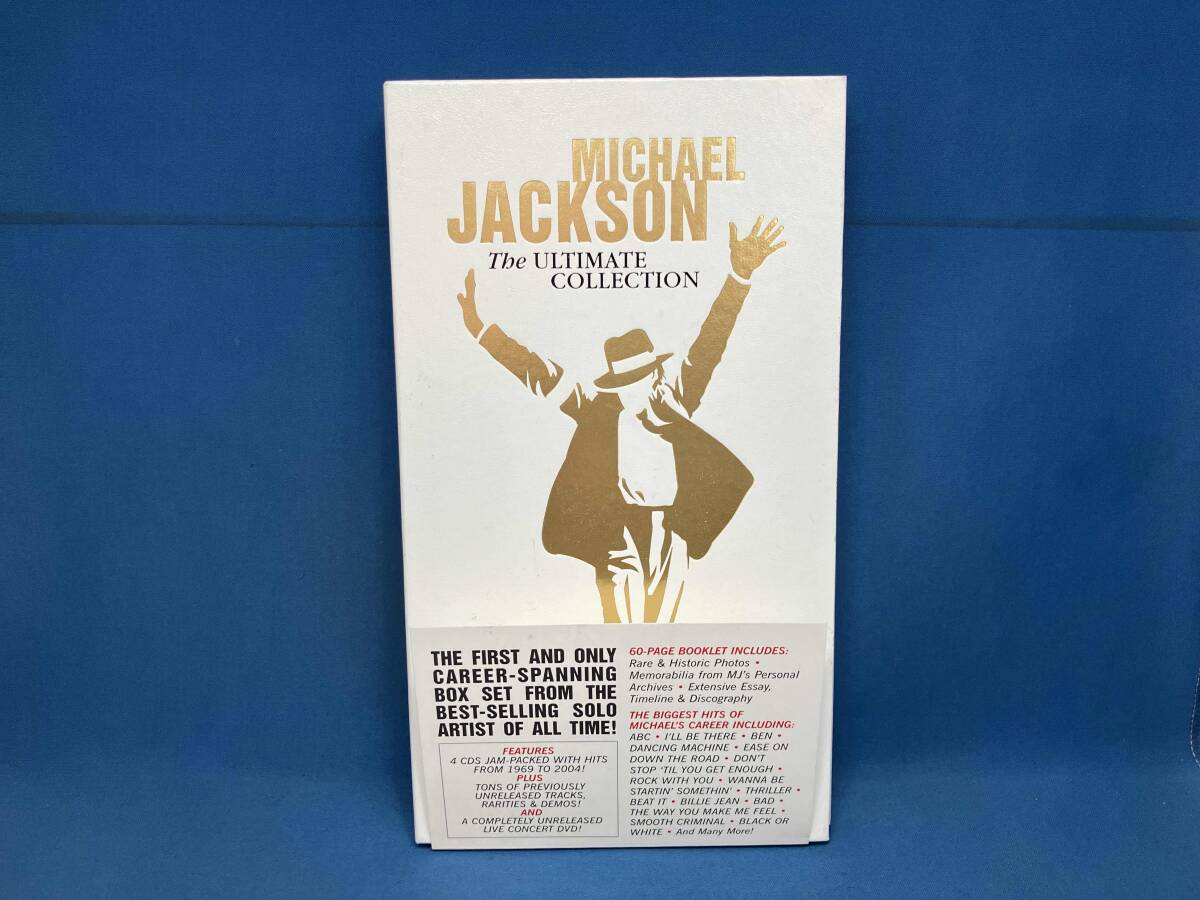 MICHAEL
JACKSON
The ULTIMATE
COLLECTION
THE FIRST AND ONLY
CAREER-SPANNING
BOX SET FROM THE
BEST-SELLING SOLO
ARTIST OF ALL TIME!
FEATURES
4 CDS JAM-PACKED WITH HITS
FROM 1969 TO 2004!
PLUS
TONS OF PREVIOUSLY
UNRELEASED TRACKS,
RARITIES & DEMOS!
AND
A COMPLETELY UNRELEASED
LIVE CONCERT DVD!
60-PAGE BOOKLET INCLUDES:
Rare & Historic Photos •
Memorabilia from MJ's Personal
Archives • Extensive Essay,
Timeline & Discography
THE BIGGEST HITS OF
MICHAEL'S CAREER INCLUDING:
ABC • I'LL BE THERE • BEN •
DANCING MACHINE • EASE ON
DOWN THE ROAD • DON'T
STOP 'TIL YOU GET ENOUGH •
ROCK WITH YOU • WANNA BE
STARTIN' SOMETHIN' • THRILLER •
BEAT IT • BILLIE JEAN • BAD •
THE WAY YOU MAKE ME FEEL •
SMOOTH CRIMINAL • BLACK OR
WHITE • And Many More!